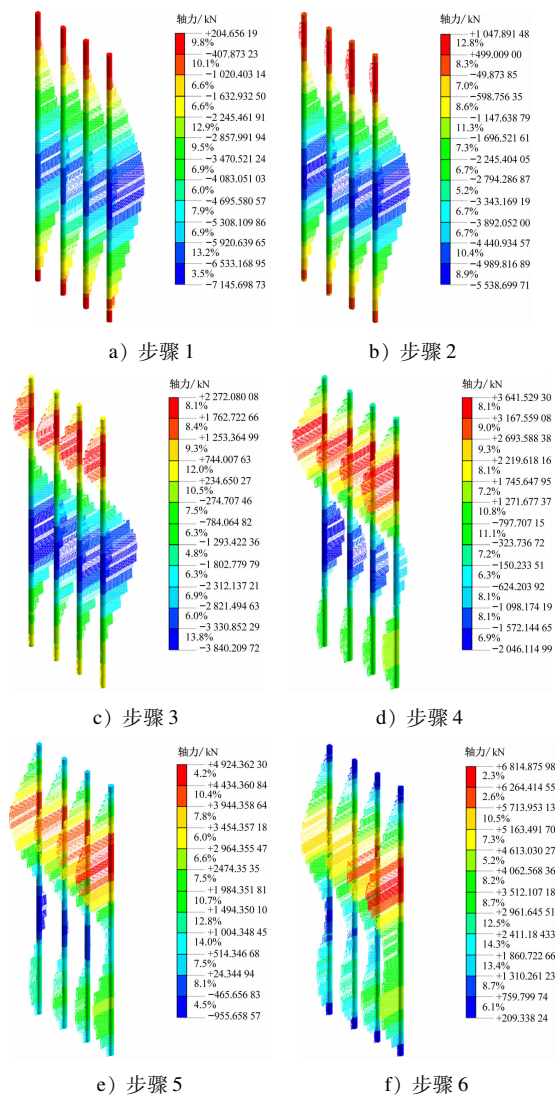 轴力/kN
+204.656 19
9.8%
−407.873 23
10.1%
−1 020.403 14
6.6%
−1 632.932 50
6.6%
−2 245.461 91
12.9%
−2 857.991 94
9.5%
−3 470.521 24
6.9%
−4 083.051 03
6.0%
−4 695.580 57
7.9%
−5 308.109 86
6.9%
−5 920.639 65
13.2%
−6 533.168 95
3.5%
−7 145.698 73
a) 步骤 1
轴力/kN
+1 047.891 48
12.8%
+499.009 00
8.3%
−49.873 85
7.0%
−598.756 35
8.6%
−1 147.638 79
11.3%
−1 696.521 61
7.3%
−2 245.404 05
5.2%
−2 794.286 87
6.7%
−3 343.169 19
6.7%
−3 892.052 00
6.7%
−4 440.934 57
10.4%
−4 989.816 89
8.9%
−5 538.699 71
b) 步骤 2
轴力/kN
+2 272.080 08
8.1%
+1 762.722 66
8.4%
+1 253.364 99
9.3%
+744.007 63
12.0%
+234.650 27
10.5%
−274.707 46
7.5%
−784.064 82
6.3%
−1 293.422 36
4.8%
−1 802.779 79
6.3%
−2 312.137 21
6.9%
−2 821.494 63
6.0%
−3 330.852 29
13.8%
−3 840.209 72
c) 步骤 3
轴力/kN
+3 641.529 30
8.1%
+3 167.559 08
9.0%
+2 693.588 38
9.3%
+2 219.618 16
8.1%
+1 745.647 95
7.2%
+1 271.677 37
10.8%
+797.707 15
11.1%
+323.736 72
7.2%
−150.233 51
6.3%
−624.203 92
8.1%
−1 098.174 19
8.1%
−1 572.144 65
6.9%
−2 046.114 99
d) 步骤 4
轴力/kN
+4 924.362 30
4.2%
+4 434.360 84
10.4%
+3 944.358 64
7.8%
+3 454.357 18
6.0%
+2 964.355 47
6.6%
+2474.35 35
7.5%
+1 984.351 81
10.7%
+1 494.350 10
12.8%
+1 004.348 45
14.0%
+514.346 68
7.5%
+24.344 94
8.1%
−465.656 83
4.5%
−955.658 57
e) 步骤 5
轴力/kN
+6 814.875 98
2.3%
+6 264.414 55
2.6%
+5 713.953 13
10.5%
+5 163.491 70
7.3%
+4 613.030 27
5.2%
+4 062.568 36
8.2%
+3 512.107 18
8.7%
+2 961.645 51
12.5%
+2 411.18 433
14.3%
+1 860.722 66
13.4%
+1 310.261 23
8.7%
+759.799 74
6.1%
+209.338 24
f) 步骤 6